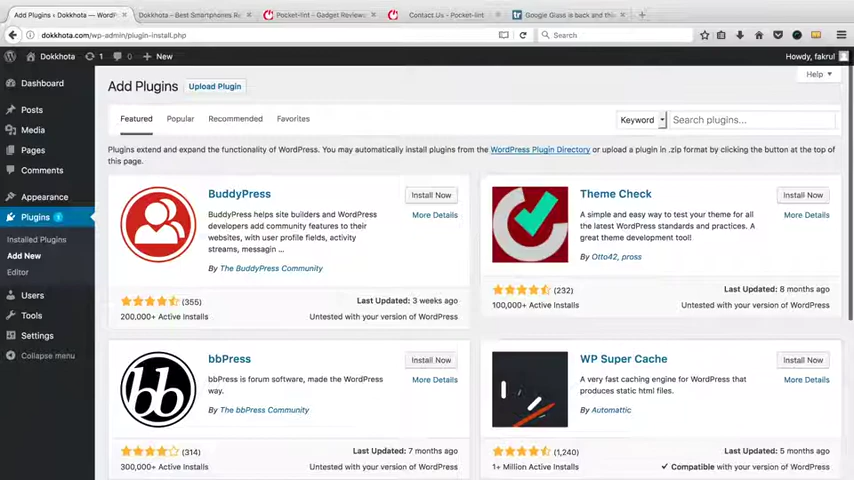 Add Plugins ‹ Dokkhota — WordP
Dokkhota – Best Smartphones Re
Pocket-lint - Gadget Reviews
Contact Us - Pocket-lint
Google Glass is back and this
dokkhota.com/wp-admin/plugin-install.php
Search
Dokkhota
1
0
New
Howdy, fakrul
Dashboard
Posts
Media
Pages
Comments
Appearance
Plugins 1
Installed Plugins
Add New
Editor
Users
Tools
Settings
Collapse menu
Help
Add Plugins
Upload Plugin
Featured
Popular
Recommended
Favorites
Keyword
Search plugins...
Plugins extend and expand the functionality of WordPress. You may automatically install plugins from the WordPress Plugin Directory or upload a plugin in .zip format by clicking the button at the top of
this page.
BuddyPress
Install Now
More Details
BuddyPress helps site builders and WordPress
developers add community features to their
websites, with user profile fields, activity
streams, messagin ...
By The BuddyPress Community
(355)
Last Updated: 3 weeks ago
200,000+ Active Installs
Untested with your version of WordPress
Theme Check
Install Now
More Details
A simple and easy way to test your theme for all
the latest WordPress standards and practices. A
great theme development tool!
By Otto42, pross
(232)
Last Updated: 8 months ago
100,000+ Active Installs
Untested with your version of WordPress
bbPress
Install Now
More Details
bb
bbPress is forum software, made the WordPress
way.
By The bbPress Community
(314)
Last Updated: 7 months ago
300,000+ Active Installs
Untested with your version of WordPress
WP Super Cache
Install Now
More Details
A very fast caching engine for WordPress that
produces static html files.
By Automattic
(1,240)
Last Updated: 5 months ago
1+ Million Active Installs
Compatible with your version of WordPress